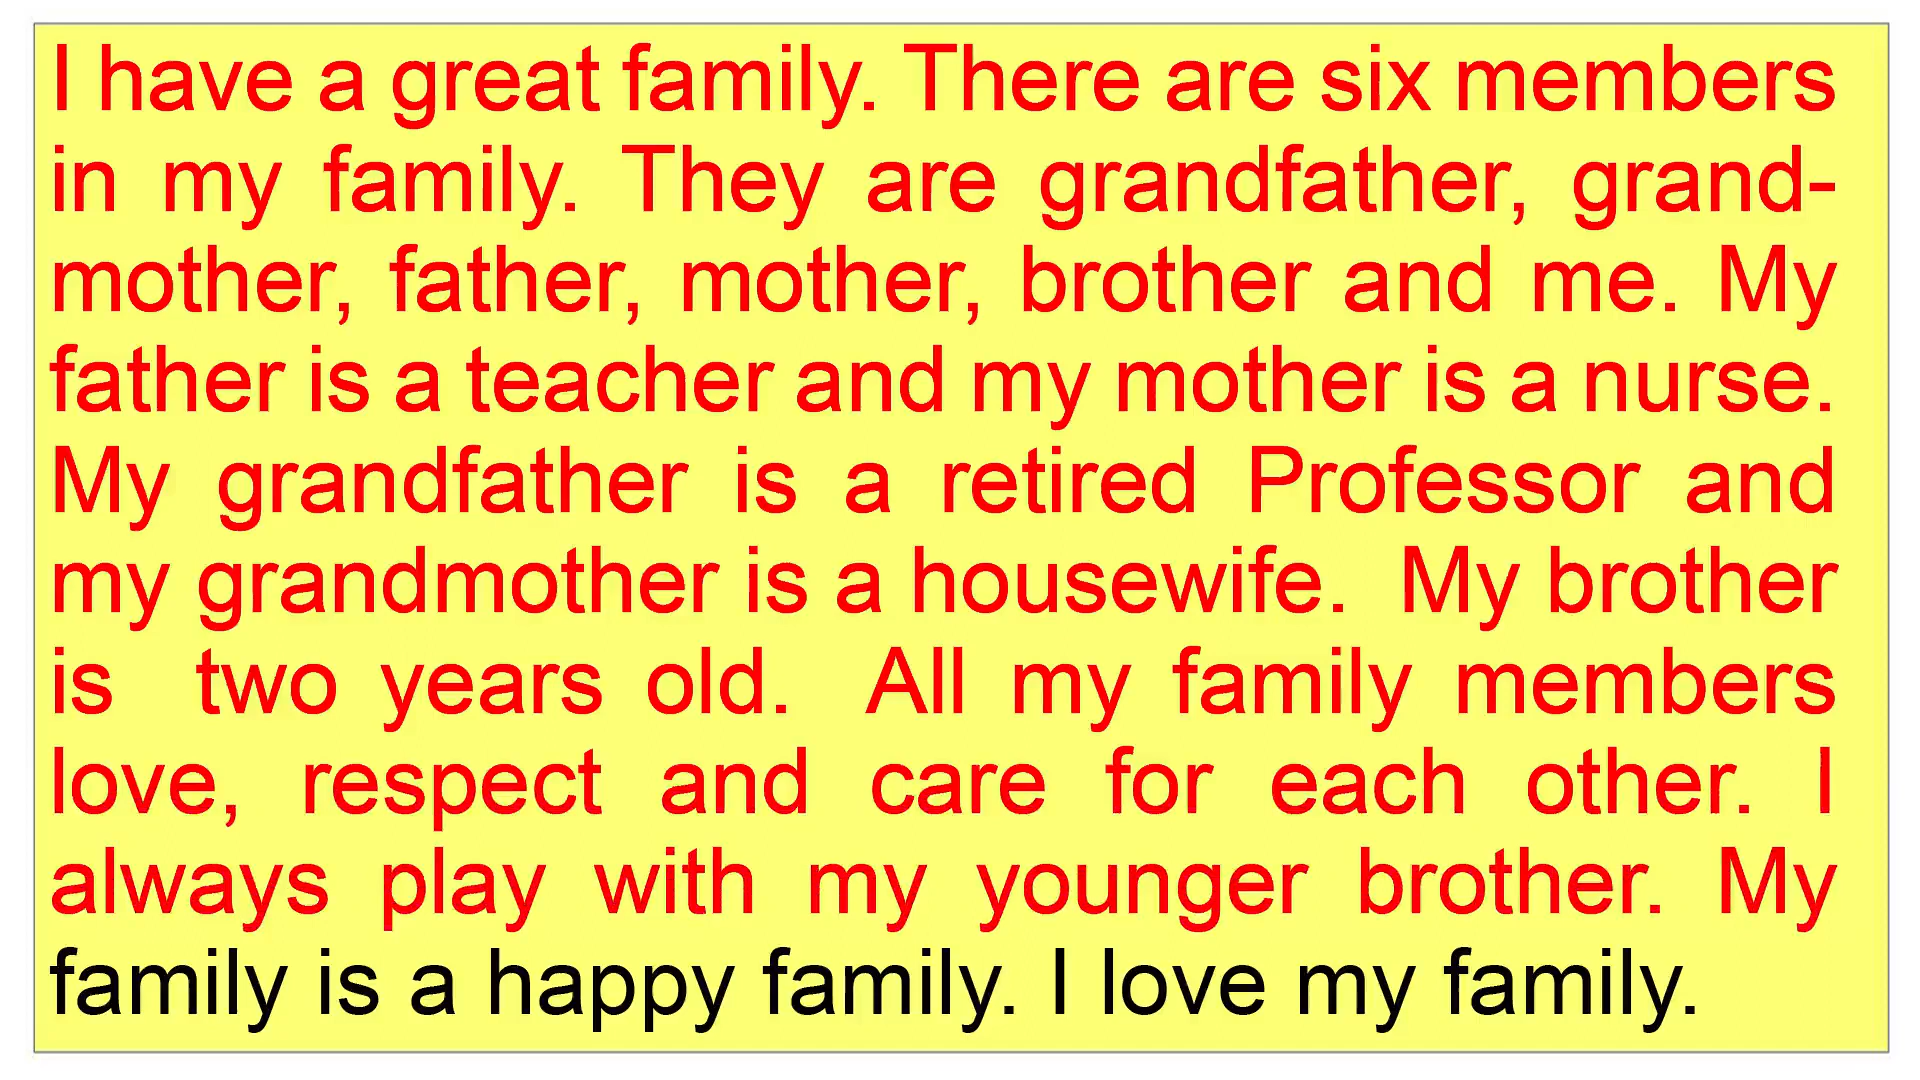 I have a great family. There are six members
in my family. They are grandfather, grand-
mother, father, mother, brother and me. My
father is a teacher and my mother is a nurse.
My grandfather is a retired Professor and
my grandmother is a housewife. My brother
is two years old. All my family members
love, respect and care for each other. I
always play with my younger brother. My
family is a happy family. I love my family.